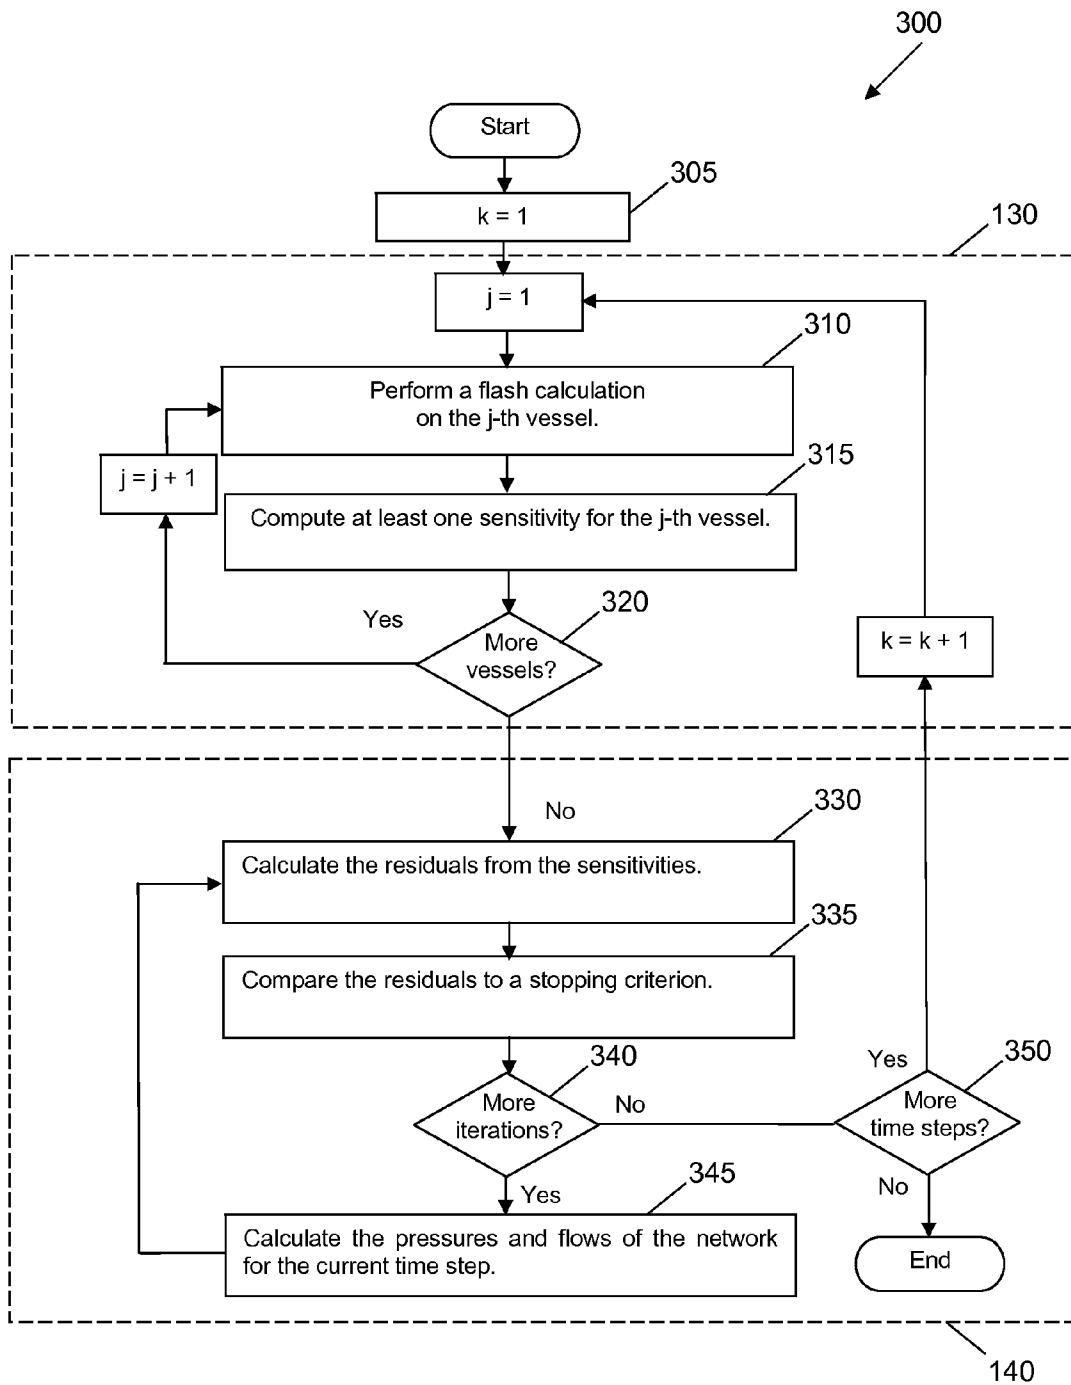 300
Start
305
k = 1
130
j = 1
310
Perform a flash calculation
on the j-th vessel.
j = j + 1
315
Compute at least one sensitivity for the j-th vessel.
320
Yes
More
vessels?
k = k + 1
No
330
Calculate the residuals from the sensitivities.
335
Compare the residuals to a stopping criterion.
340
More
iterations?
No
Yes
350
More
time steps?
Yes
345
No
Calculate the pressures and flows of the network
for the current time step.
End
140